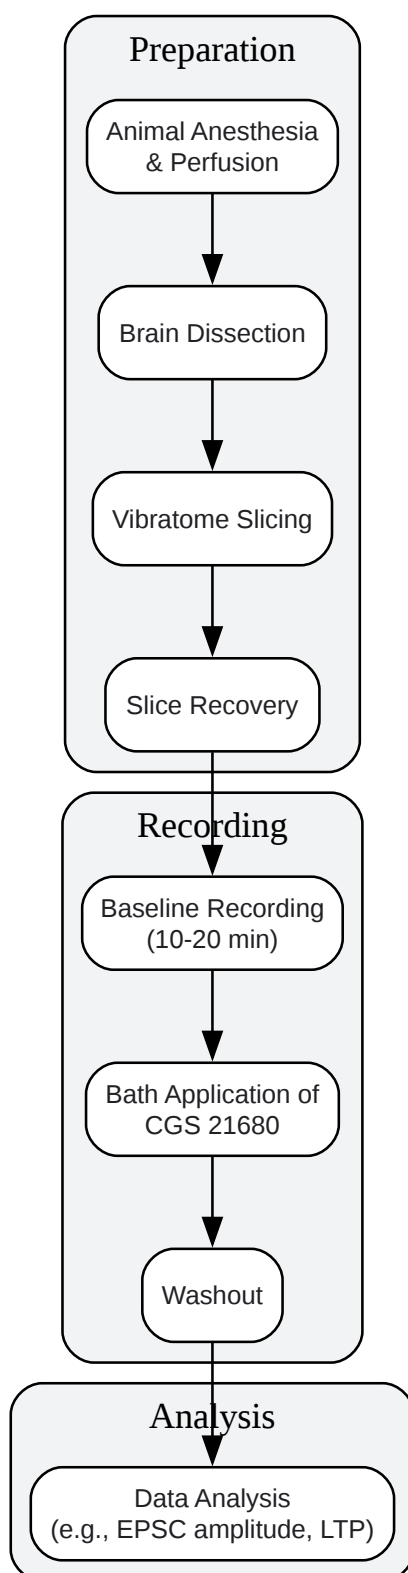 Preparation
Animal Anesthesia
& Perfusion
Brain Dissection
Vibratome Slicing
Slice Recovery
Recording
Baseline Recording
(10-20 min)
Bath Application of
CGS 21680
Washout
Analysis
Data Analysis
(e.g., EPSC amplitude, LTP)